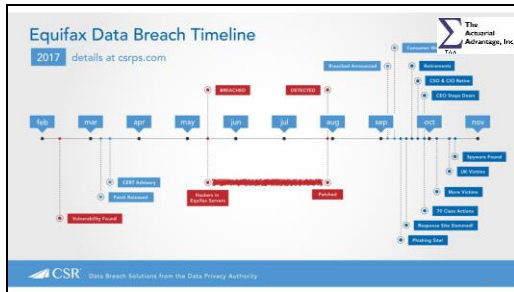 Equifax Data Breach Timeline
2017 details at csrps.com
The
Actuarial
Advantage, Inc
TAA
Consumer
Breached Announced
Retirements
CSO & CIO Retire
CEO Steps Down
BREACHED
DETECTED
feb mar apr may jun jul aug sep oct nov
CERT Advisory
Patch Released
Vulnerability Found
Hackers in
Equifax Servers
Patched
Spyware Found
UK Victims
More Victims
70 Class Actions
Response Site Slammed!
Phishing Site!
CSR Data Breach Solutions from the Data Privacy Authority